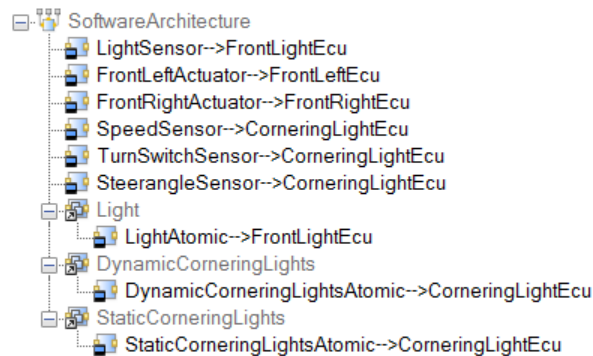 SoftwareArchitecture
LightSensor-->FrontLightEcu
FrontLeftActuator-->FrontLeftEcu
FrontRightActuator-->FrontRightEcu
SpeedSensor-->CorneringLightEcu
TurnSwitchSensor-->CorneringLightEcu
SteerangleSensor-->CorneringLightEcu
Light
LightAtomic-->FrontLightEcu
DynamicCorneringLights
DynamicCorneringLightsAtomic-->CorneringLightEcu
StaticCorneringLights
StaticCorneringLightsAtomic-->CorneringLightEcu